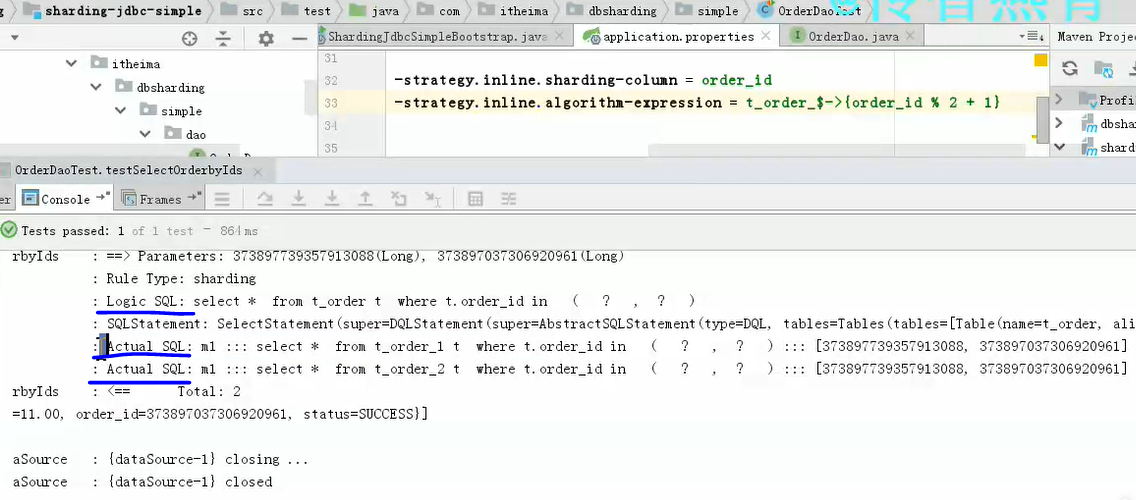 sharding-jdbc-simple src test java com itheima dbsharding simple OrderDaoTest
ShardingJdbcSimpleBootstrap.java application.properties OrderDao.java Maven Projec
itheima
dbsharding
simple
dao
31
32 -strategy.inline.sharding-column = order_id
33 -strategy.inline.algorithm-expression = t_order_$->{order_id % 2 + 1}
34
35
Profil
dbshar
shardi
OrderDaoTest.testSelectOrderbyIds
er Console Frames
Tests passed: 1 of 1 test – 864 ms
rbyIds : ==> Parameters: 373897739357913088(Long), 373897037306920961(Long)
: Rule Type: sharding
: Logic SQL: select * from t_order t where t.order_id in ( ? , ? )
: SQLStatement: SelectStatement(super=DQLStatement(super=AbstractSQLStatement(type=DQL, tables=Tables(tables=[Table(name=t_order, ali
: Actual SQL: m1 ::: select * from t_order_1 t where t.order_id in ( ? , ? ) ::: [373897739357913088, 373897037306920961]
: Actual SQL: m1 ::: select * from t_order_2 t where t.order_id in ( ? , ? ) ::: [373897739357913088, 373897037306920961]
rbyIds : <== Total: 2
=11.00, order_id=373897037306920961, status=SUCCESS}]
aSource : {dataSource-1} closing ...
aSource : {dataSource-1} closed